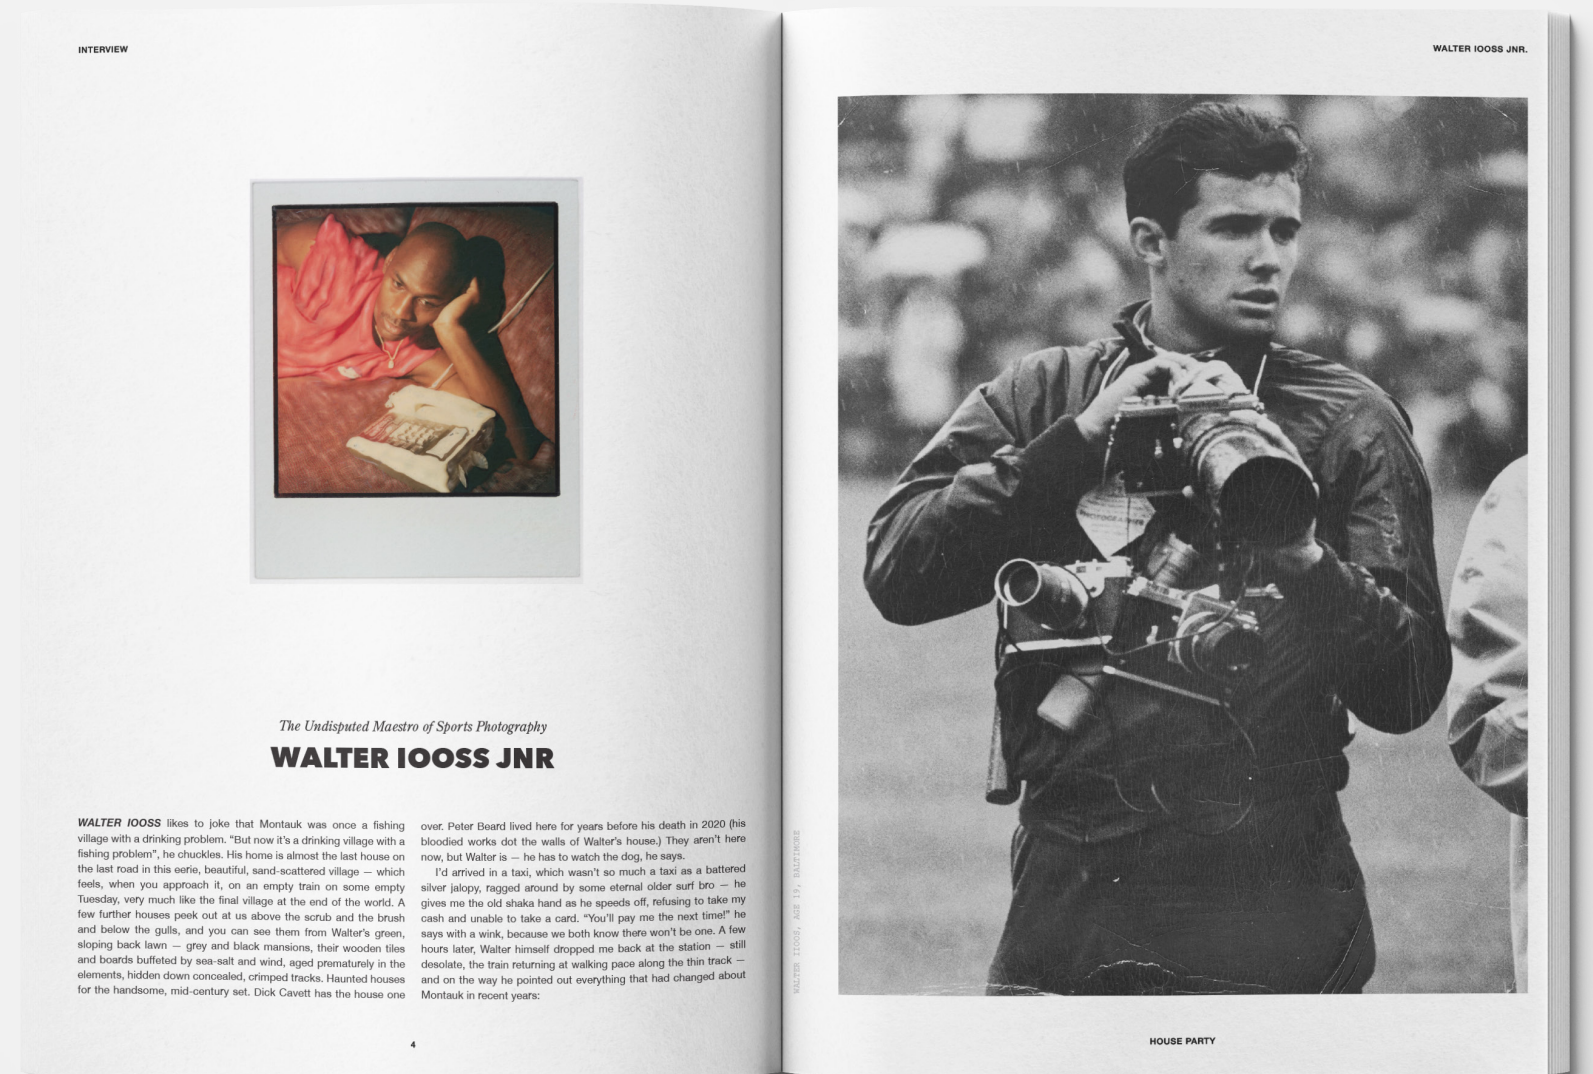 INTERVIEW
The Undisputed Maestro of Sports Photography
WALTER IOOSS JNR
WALTER IOOSS likes to joke that Montauk was once a fishing
village with a drinking problem. “But now it’s a drinking village with a
fishing problem”, he chuckles. His home is almost the last house on
the last road in this eerie, beautiful, sand-scattered village — which
feels, when you approach it, on an empty train on some empty
Tuesday, very much like the final village at the end of the world. A
few further houses peek out at us above the scrub and the brush
and below the gulls, and you can see them from Walter’s green,
sloping back lawn — grey and black mansions, their wooden tiles
and boards buffeted by sea-salt and wind, aged prematurely in the
elements, hidden down concealed, crimped tracks. Haunted houses
for the handsome, mid-century set. Dick Cavett has the house one
over. Peter Beard lived here for years before his death in 2020 (his
bloodied works dot the walls of Walter’s house.) They aren’t here
now, but Walter is — he has to watch the dog, he says.
I’d arrived in a taxi, which wasn’t so much a taxi as a battered
silver jalopy, ragged around by some eternal older surf bro — he
gives me the old shaka hand as he speeds off, refusing to take my
cash and unable to take a card. “You’ll pay me the next time!” he
says with a wink, because we both know there won’t be one. A few
hours later, Walter himself dropped me back at the station — still
desolate, the train returning at walking pace along the thin track —
and on the way he pointed out everything that had changed about
Montauk in recent years:
4
WALTER IOOSS JNR.
PHOTOGRAPHER
WALTER IIOOS, AGE 19, BALTIMORE
HOUSE PARTY